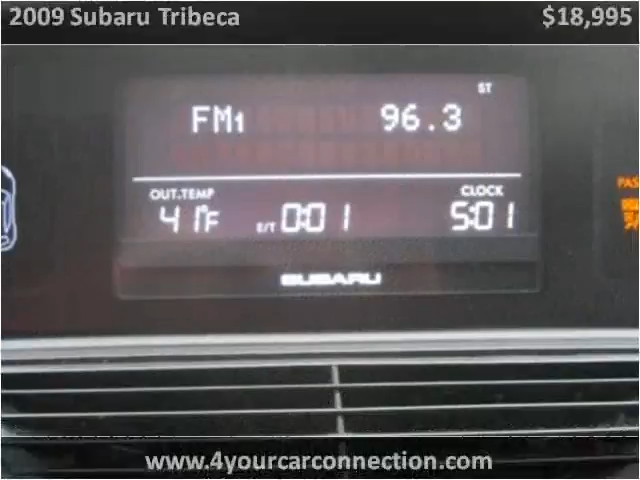 2009 Subaru Tribeca $18,995
ST
FM1 96.3
OUT.TEMP CLOCK
41°F E/T 0:01 5:01
SUBARU
PAS
www.4yourcarconnection.com